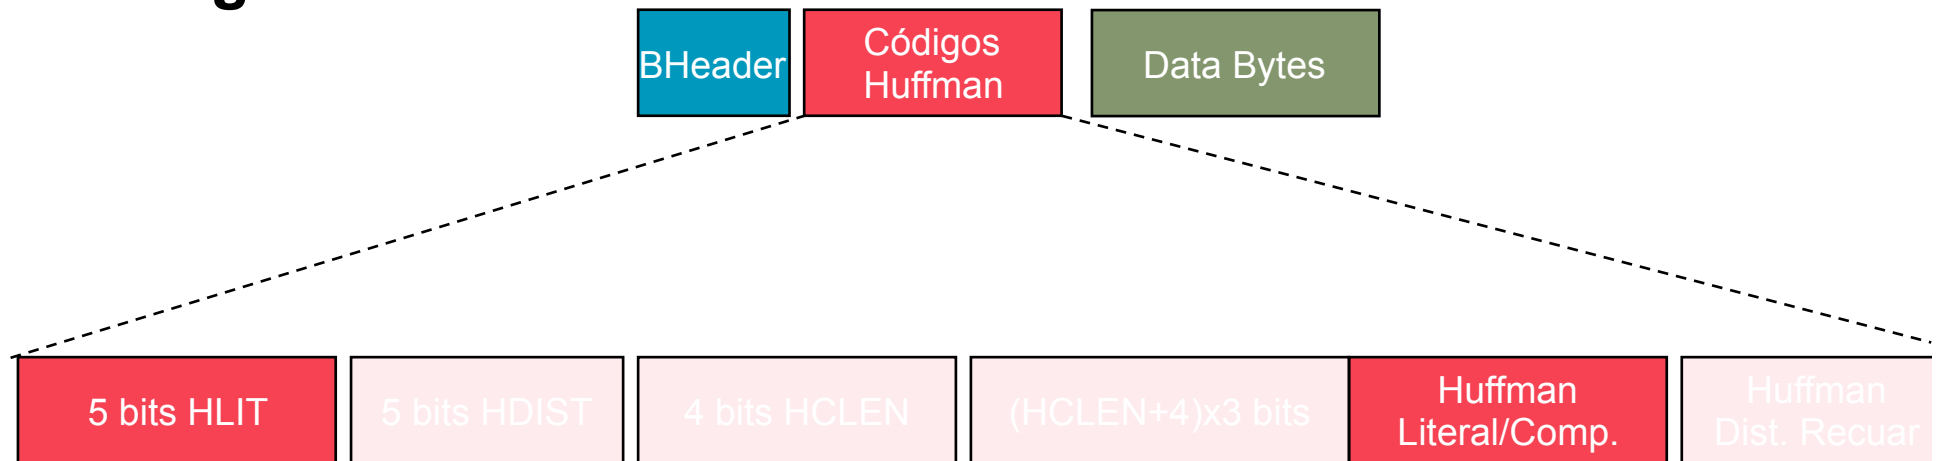 BHeader
Códigos
Huffman
Data Bytes
5 bits HLIT
5 bits HDIST
4 bits HCLEN
(HCLEN+4)x3 bits
Huffman
Literal/Comp.
Huffman
Dist. Recuar